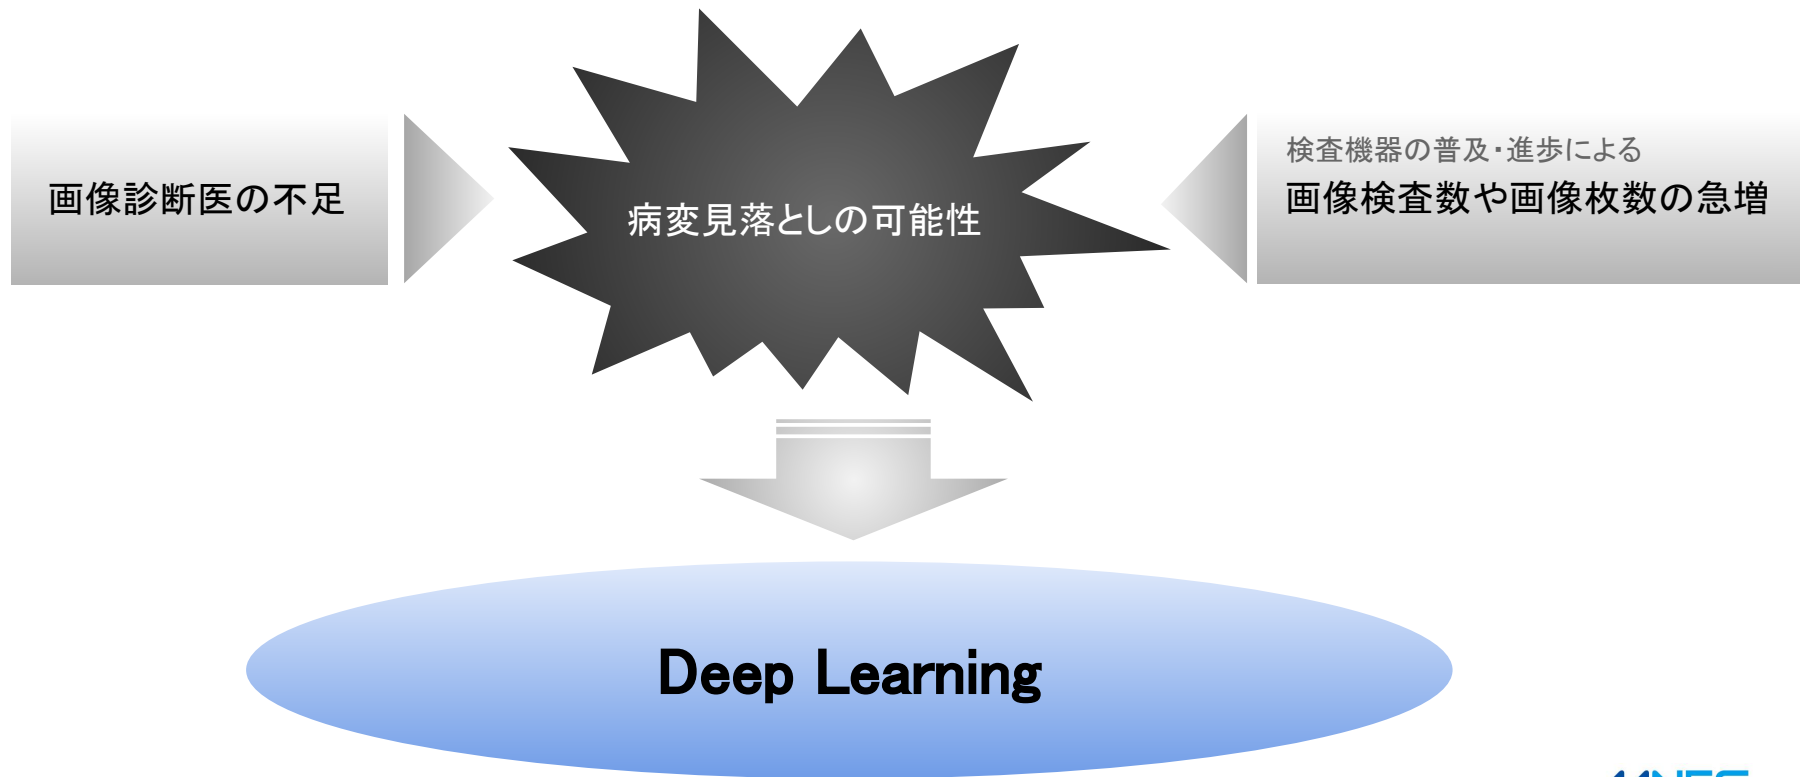 画像診断医の不足
病変見落としの可能性
検査機器の普及・進歩による
画像検査数や画像枚数の急増
Deep Learning